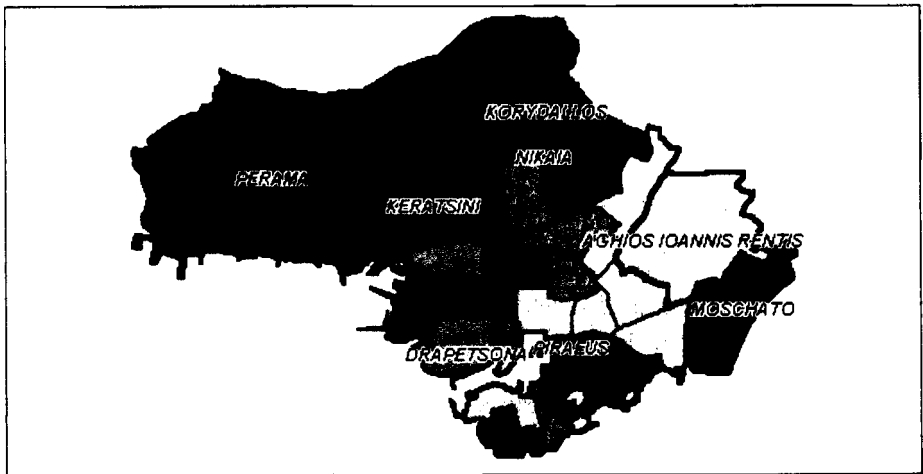 KORYDALLOS
NIKAIA
PERAMA
KERATSINI
AGHIOS IOANNIS RENTIS
MOSCHATO
DRAPETSONA
PIRAEUS